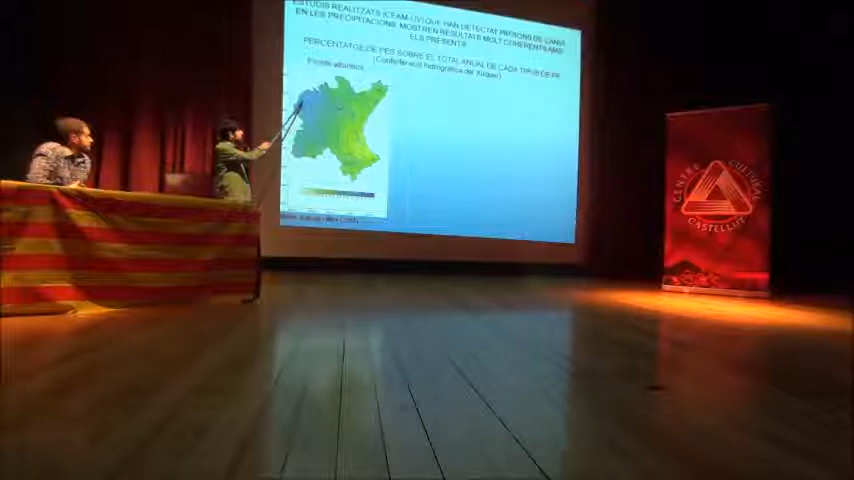 ESTUDIS REALITZATS (CEAM-UV) QUE HAN DETECTAT PATRONS DE CANVI
EN LES PRECIPITACIONS, MOSTREN RESULTATS MOLT COHERENTS AMB
ELS PRESENTS
PERCENTATGE DE PES SOBRE EL TOTAL ANUAL DE CADA TIPUS DE PP.
(Confederació hidrogràfica del Xúquer)
Fronts atlàntics
CENTRE CULTURAL
CASTELLUT